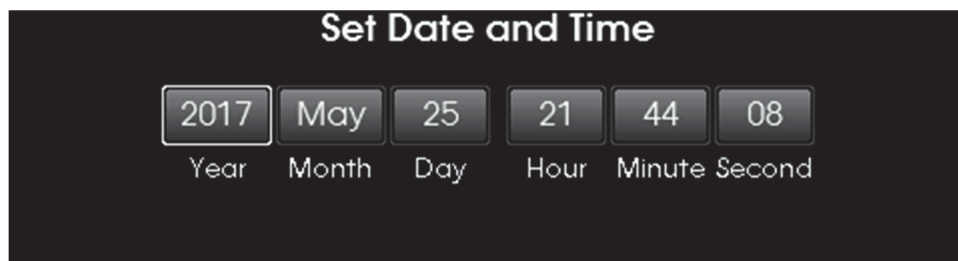 Set Date and Time
2017 May 25 21 44 08
Year Month Day Hour Minute Second